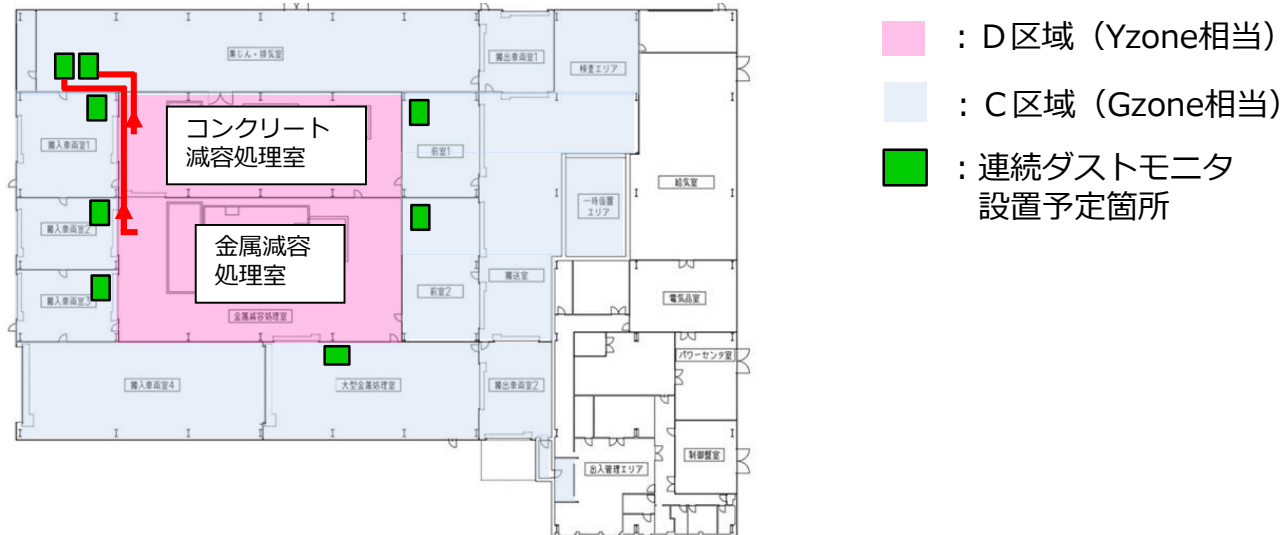 集じん・排気室
搬出車両室1
検査エリア
コンクリート
減容処理室
搬入車両室1
前室1
給気室
一時保管
エリア
搬入車両室2
金属減容
処理室
搬送室
搬入車両室3
前室2
金属減容処理室
電気品室
パワーセンタ室
搬入車両室4
大型金属処理室
搬出車両室2
制御盤室
出入管理エリア
：D区域（Yzone相当）
：C区域（Gzone相当）
：連続ダストモニタ
設置予定箇所